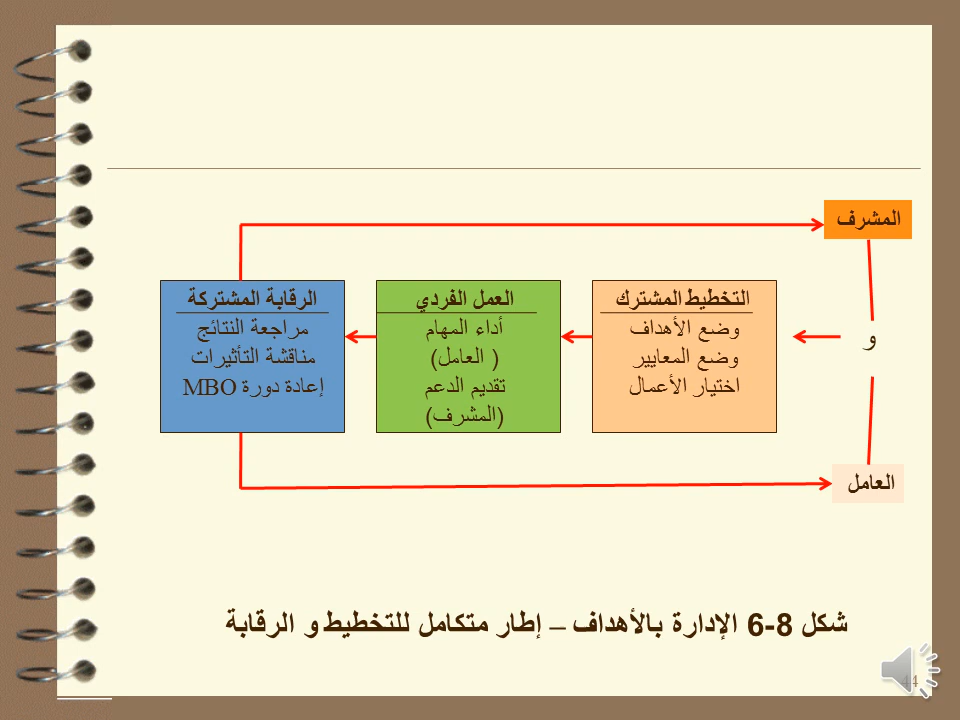 المشرف
و
العامل
التخطيط المشترك
وضع الأهداف
وضع المعايير
اختيار الأعمال
العمل الفردي
أداء المهام
( العامل)
تقديم الدعم
(المشرف)
الرقابة المشتركة
مراجعة النتائج
مناقشة التأثيرات
إعادة دورة MBO
شكل 8-6 الإدارة بالأهداف – إطار متكامل للتخطيط و الرقابة
44